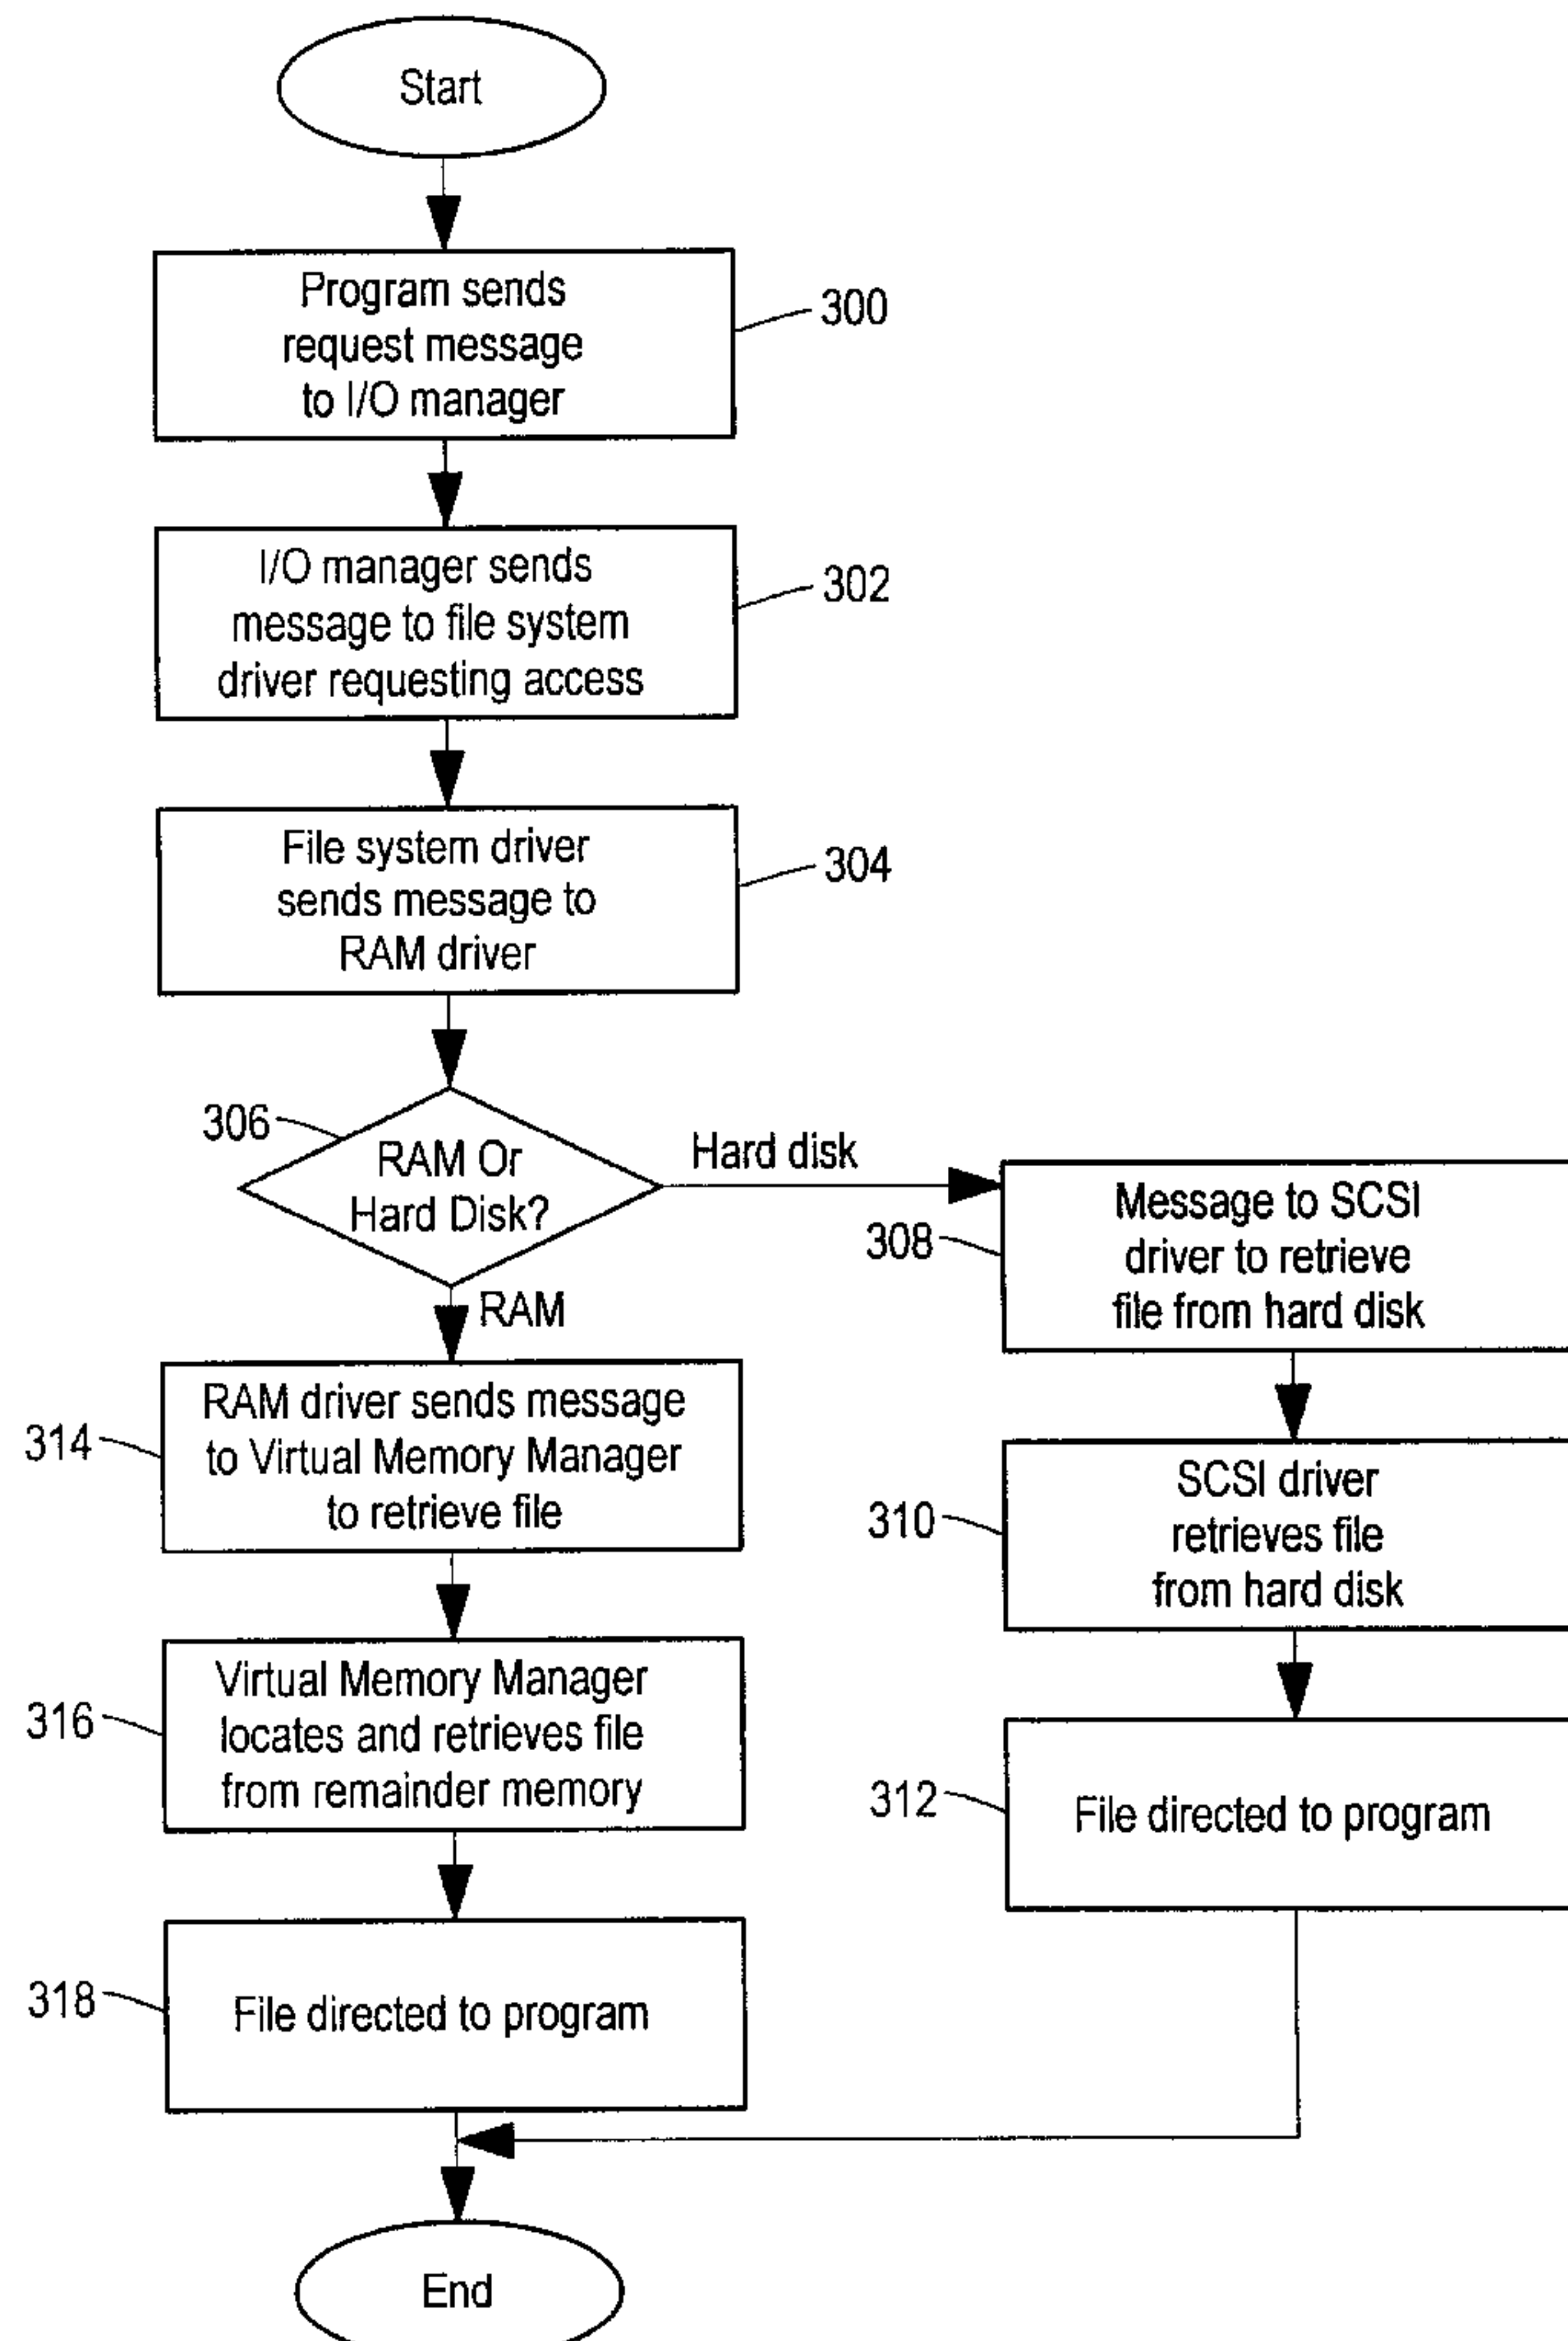 Start
Program sends
request message
to I/O manager
300
I/O manager sends
message to file system
driver requesting access
302
File system driver
sends message to
RAM driver
304
306
RAM Or
Hard Disk?
Hard disk
RAM
308
Message to SCSI
driver to retrieve
file from hard disk
314
RAM driver sends message
to Virtual Memory Manager
to retrieve file
310
SCSI driver
retrieves file
from hard disk
316
Virtual Memory Manager
locates and retrieves file
from remainder memory
312
File directed to program
318
File directed to program
End